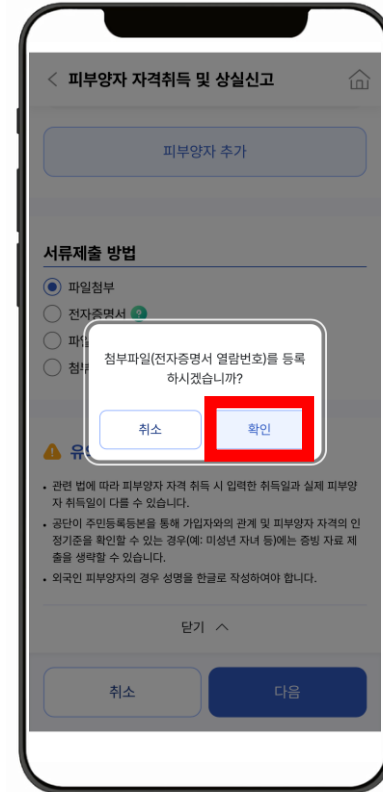 피부양자 자격취득 및 상실신고
피부양자 추가
서류제출 방법
파일첨부
전자증명서
첨부파일(전자증명서 열람번호)를 등록
하시겠습니까?
취소
확인
• 관련 법에 따라 피부양자 자격 취득 시 입력한 취득일과 실제 피부양
자 취득일이 다를 수 있습니다.
• 공단이 주민등록등본을 통해 가입자와의 관계 및 피부양자 자격의 인
정기준을 확인할 수 있는 경우(예: 미성년 자녀 등)에는 증빙 자료 제
출을 생략할 수 있습니다.
• 외국인 피부양자의 경우 성명을 한글로 작성하여야 합니다.
닫기
취소
다음